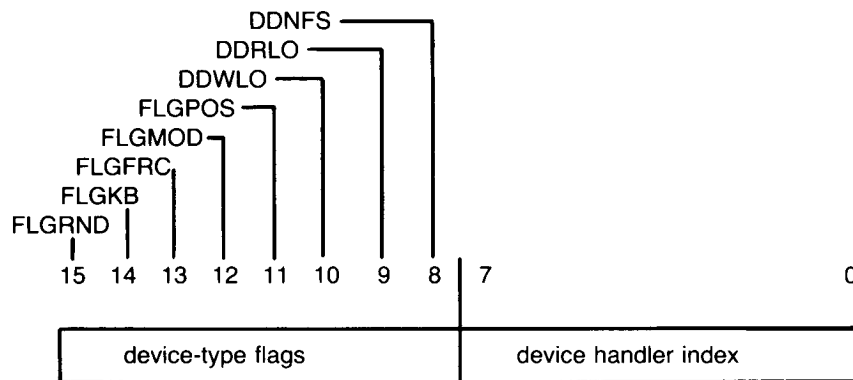 DDNFS
DDRLO
DDWLO
FLGPOS
FLGMOD
FLGFRC
FLGKB
FLGRND
15 14 13 12 11 10 9 8 7 0
device-type flags device handler index